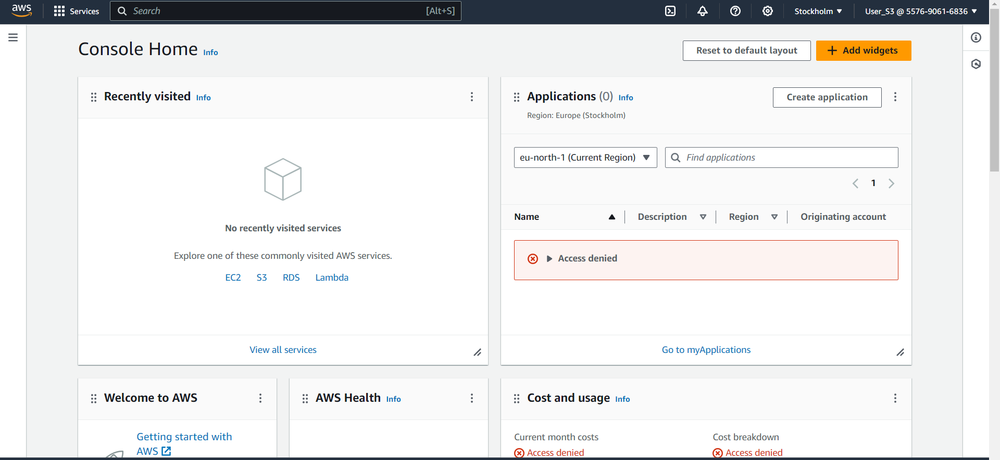 aws
Services
Search
[Alt+S]
Stockholm
User_S3 @ 5576-9061-6836
Console Home
Info
Reset to default layout
Add widgets
Recently visited
Info
No recently visited services
Explore one of these commonly visited AWS services.
EC2 S3 RDS Lambda
View all services
Applications (0)
Info
Create application
Region: Europe (Stockholm)
eu-north-1 (Current Region)
Find applications
1
Name Description Region Originating account
Access denied
Go to myApplications
Welcome to AWS
Getting started with
AWS
AWS Health
Info
Cost and usage
Info
Current month costs
Access denied
Cost breakdown
Access denied